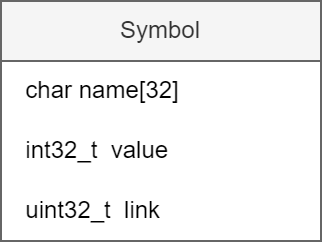 Symbol
char name[32]
int32_t  value
uint32_t  link